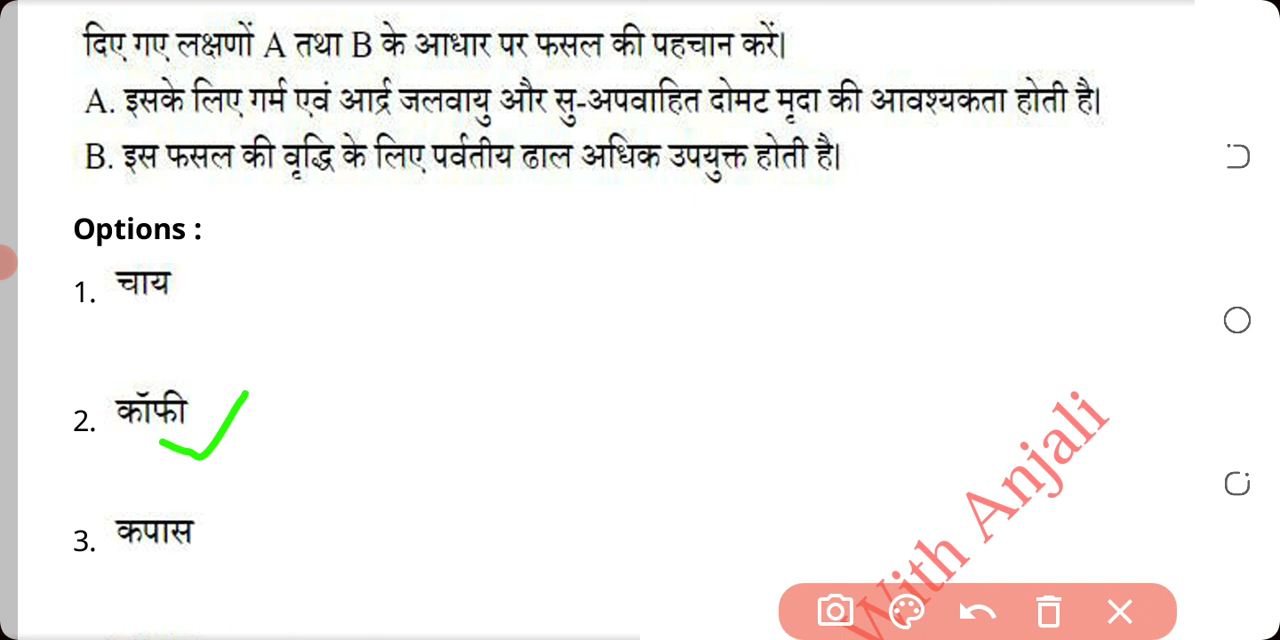 दिए गए लक्षणों A तथा B के आधार पर फसल की पहचान करें।
A. इसके लिए गर्म एवं आर्द्र जलवायु और सु-अपवाहित दोमट मृदा की आवश्यकता होती है।
B. इस फसल की वृद्धि के लिए पर्वतीय ढाल अधिक उपयुक्त होती है।
Options :
1. चाय
2. कॉफी
3. कपास
With Anjali